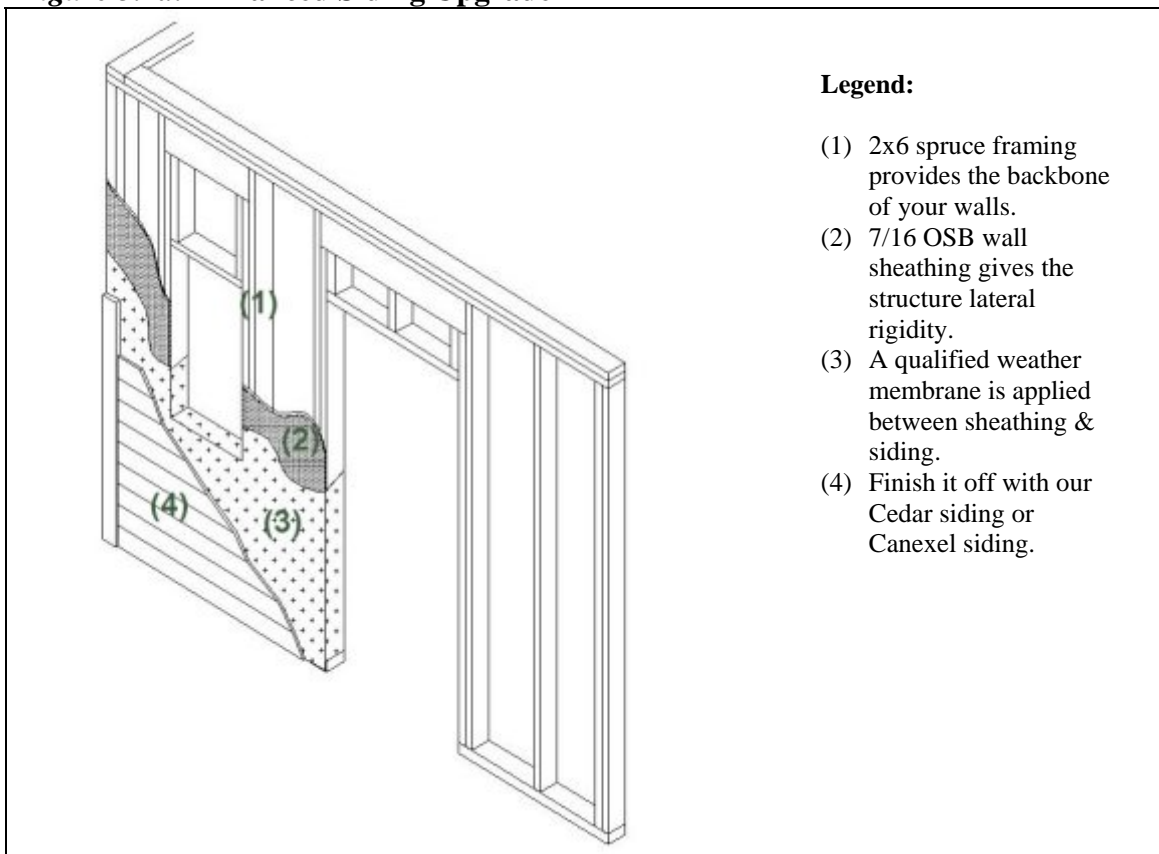 Siding Upgrade
Legend:
(1) 2x6 spruce framing
provides the backbone
of your walls.
(2) 7/16 OSB wall
sheathing gives the
structure lateral
rigidity.
(3) A qualified weather
membrane is applied
between sheathing &
siding.
(4) Finish it off with our
Cedar siding or
Canexel siding.
(1)
(2)
(3)
(4)